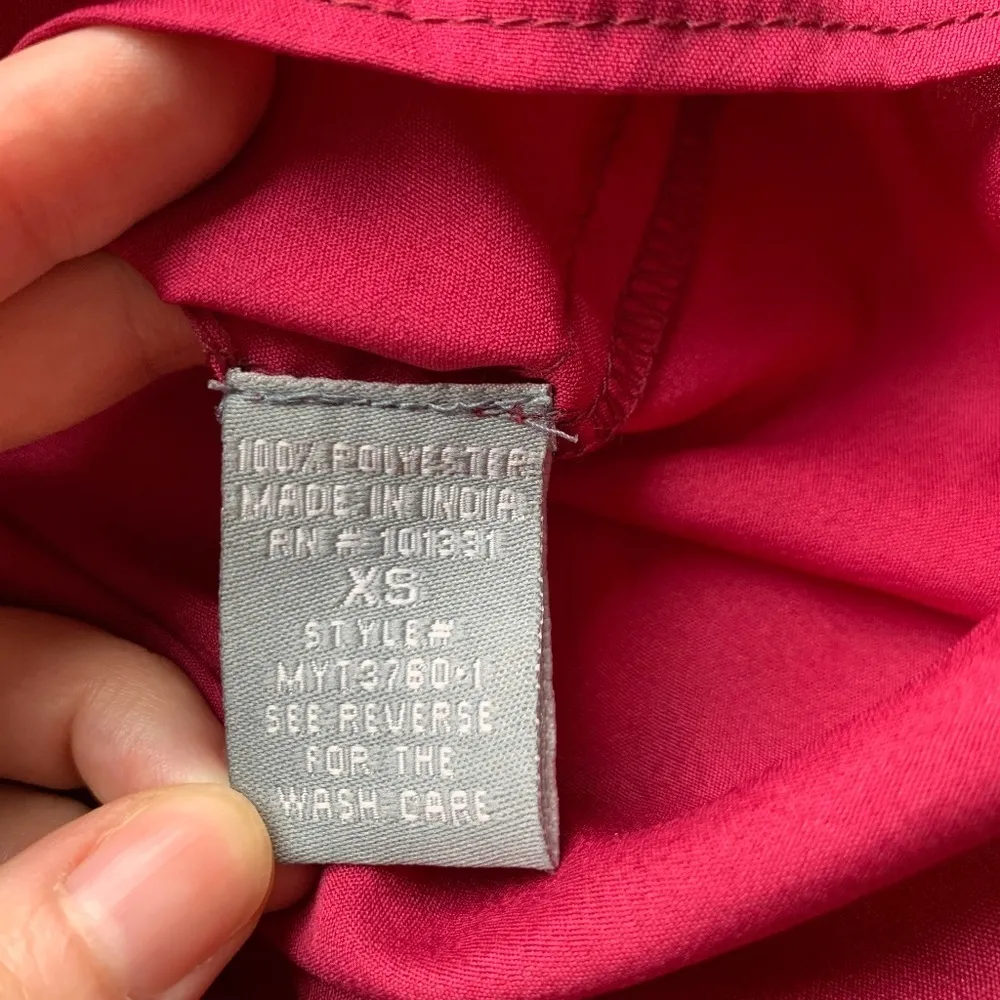 100% POLYESTER
MADE IN INDIA
RN # 101331
XS
STYLE#
MYT3760-1
SEE REVERSE
FOR THE
WASH CARE